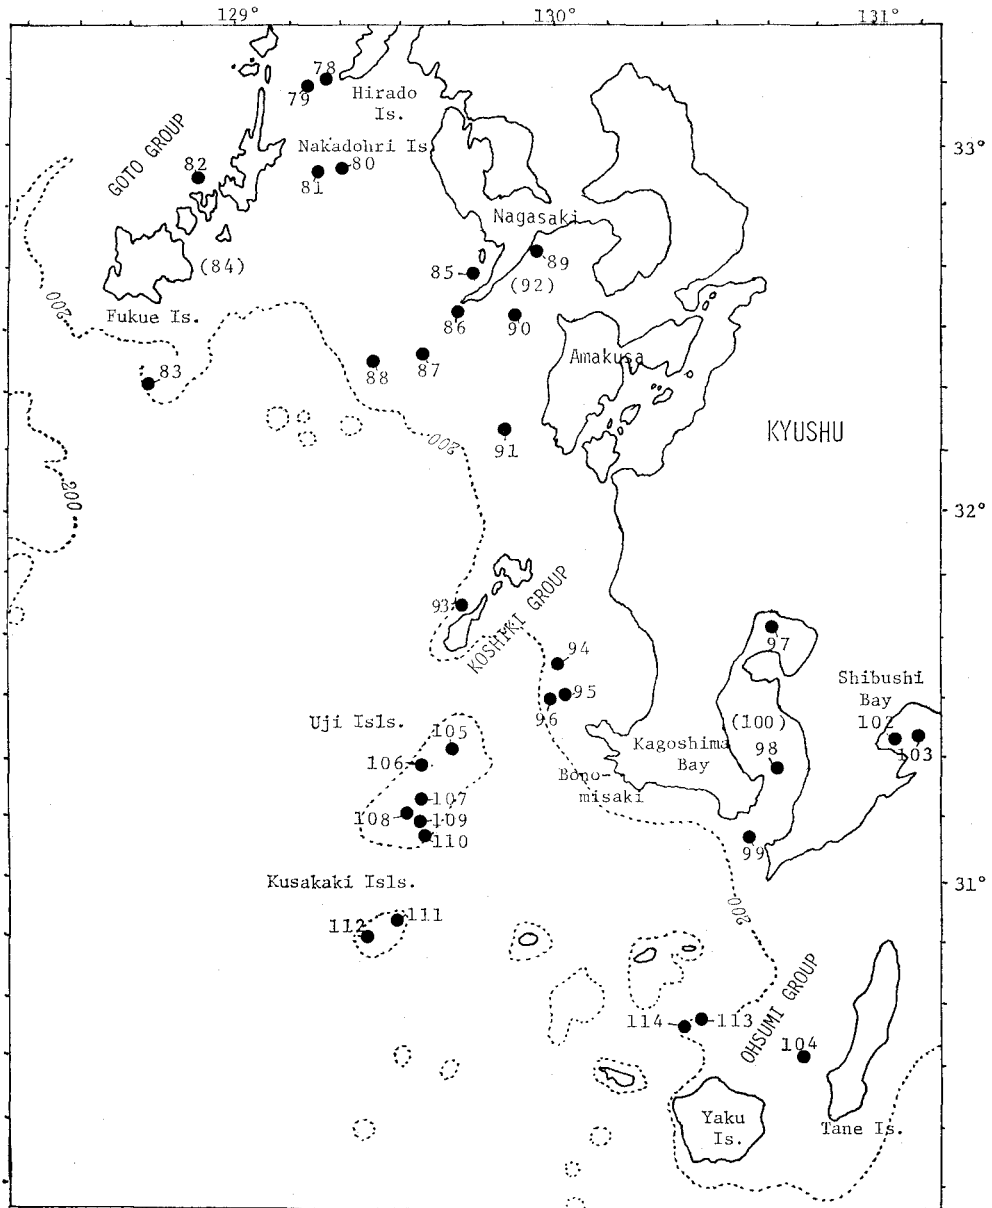 129°
130°
131°
78
79
Hirado
Is.
GOTO GROUP
Nakadohri Is
33°
82
81
80
Nagasaki
(84)
85
89
(92)
Fukue Is.
200
86
90
83
88
87
Amakusa
200
91
KYUSHU
200
32°
93
KOSHIKI GROUP
94
97
95
96
Shibushi
Bay
Uji Isls.
105
(100)
102
103
106
Kagoshima
Bay
98
Bono-
misaki
107
108
109
110
99
Kusakaki Isls.
31°
200
112
111
OHSUMI GROUP
114
113
104
Yaku
Is.
Tane Is.